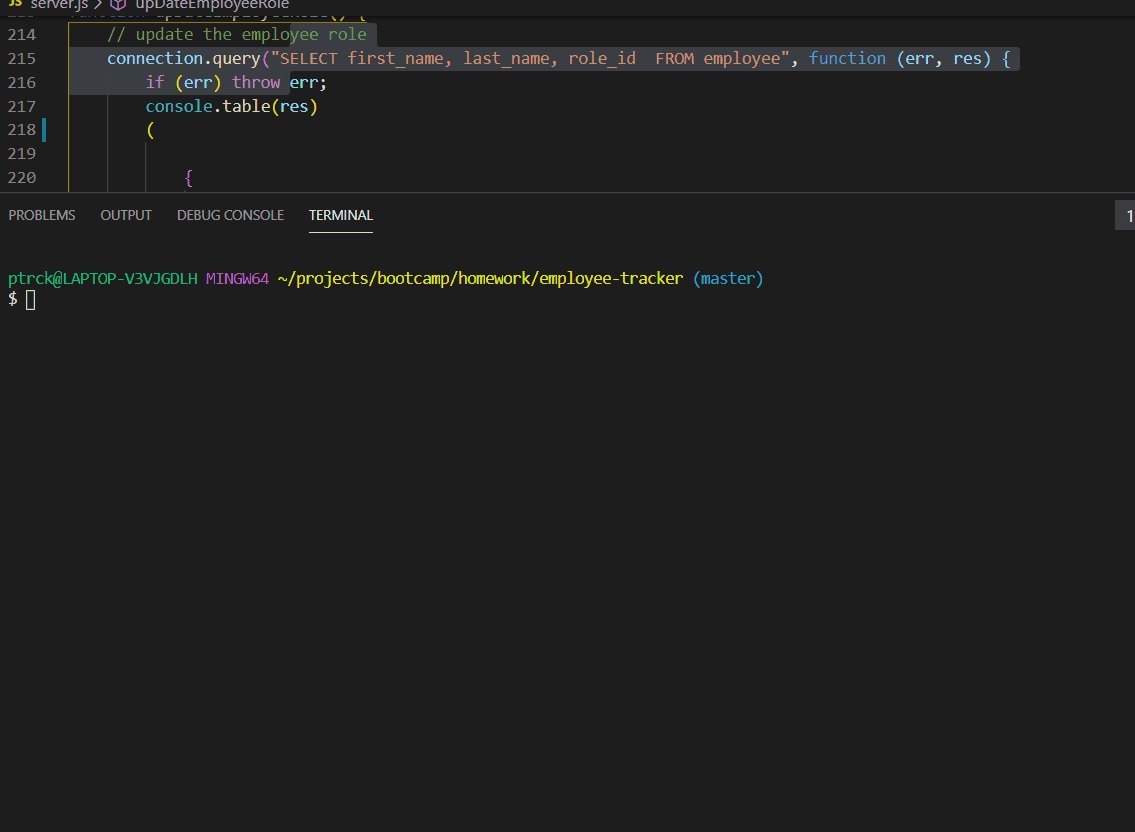 JS server.js > upDateEmployeeRole
214 // update the employee role
215 connection.query("SELECT first_name, last_name, role_id  FROM employee", function (err, res) {
216 if (err) throw err;
217 console.table(res)
218 (
219
220 {
PROBLEMS OUTPUT DEBUG CONSOLE TERMINAL 1
ptrck@LAPTOP-V3VJGDLH MINGW64 ~/projects/bootcamp/homework/employee-tracker (master)
$